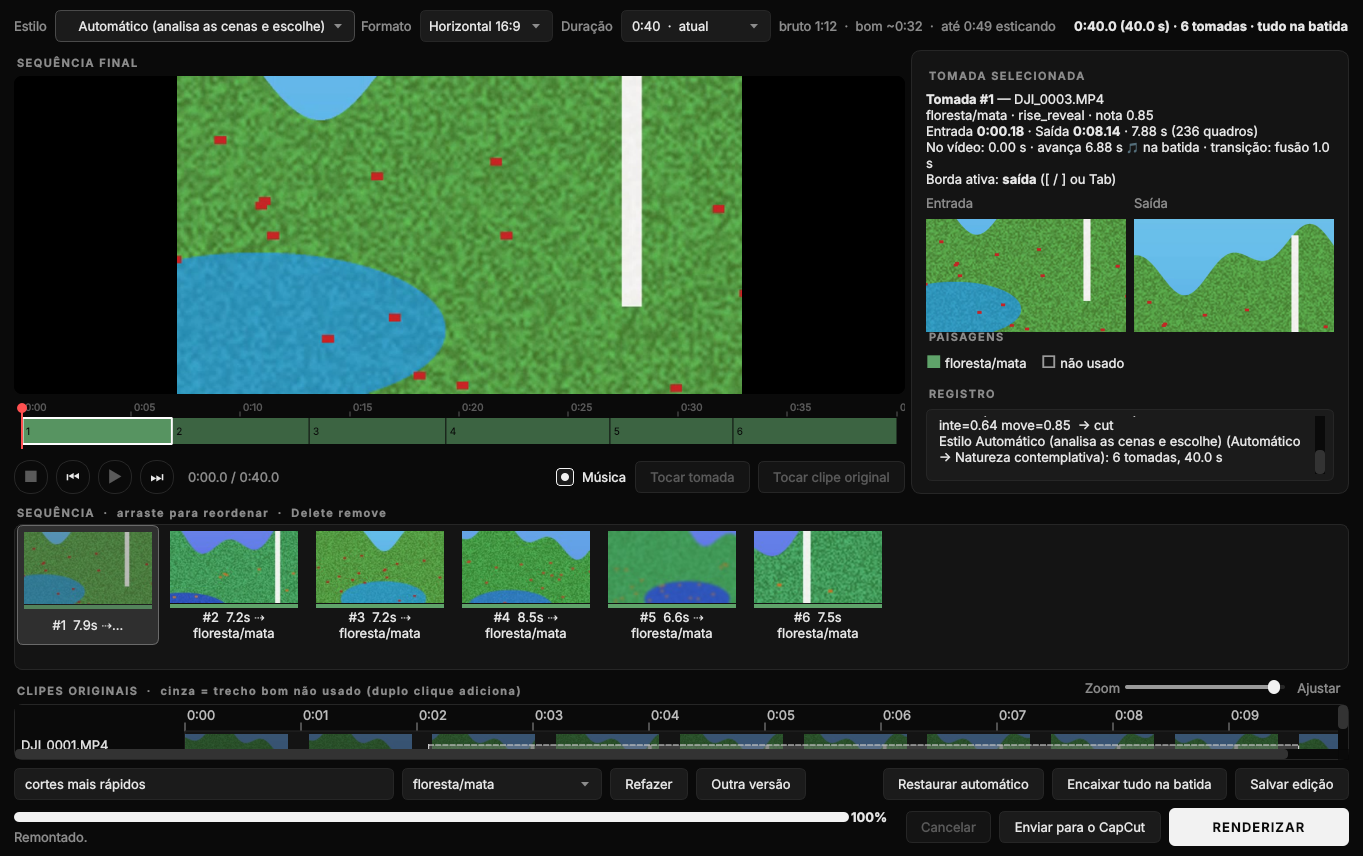 Estilo Automático (analisa as cenas e escolhe) Formato Horizontal 16:9 Duração 0:40 · atual bruto 1:12 · bom ~0:32 · até 0:49 esticando 0:40.0 (40.0 s) · 6 tomadas · tudo na batida
SEQUÊNCIA FINAL
TOMADA SELECIONADA
Tomada #1 — DJI_0003.MP4
floresta/mata · rise_reveal · nota 0.85
Entrada 0:00.18 · Saída 0:08.14 · 7.88 s (236 quadros)
No vídeo: 0.00 s · avança 6.88 s 🎵 na batida · transição: fusão 1.0
s
Borda ativa: saída ([ / ] ou Tab)
Entrada Saída
PAISAGENS
floresta/mata não usado
REGISTRO
inte=0.64 move=0.85 → cut
Estilo Automático (analisa as cenas e escolhe) (Automático
→ Natureza contemplativa): 6 tomadas, 40.0 s
0:00 0:05 0:10 0:15 0:20 0:25 0:30 0:35
1 2 3 4 5 6
0:00.0 / 0:40.0 Música Tocar tomada Tocar clipe original
SEQUÊNCIA · arraste para reordenar · Delete remove
#1 7.9s ⇢...
#2 7.2s ⇢
floresta/mata
#3 7.2s ⇢
floresta/mata
#4 8.5s ⇢
floresta/mata
#5 6.6s ⇢
floresta/mata
#6 7.5s
floresta/mata
CLIPES ORIGINAIS · cinza = trecho bom não usado (duplo clique adiciona)
Zoom Ajustar
0:00 0:01 0:02 0:03 0:04 0:05 0:06 0:07 0:08 0:09
DJI_0001.MP4
cortes mais rápidos floresta/mata Refazer Outra versão Restaurar automático Encaixar tudo na batida Salvar edição
100%
Cancelar Enviar para o CapCut RENDERIZAR
Remontado.